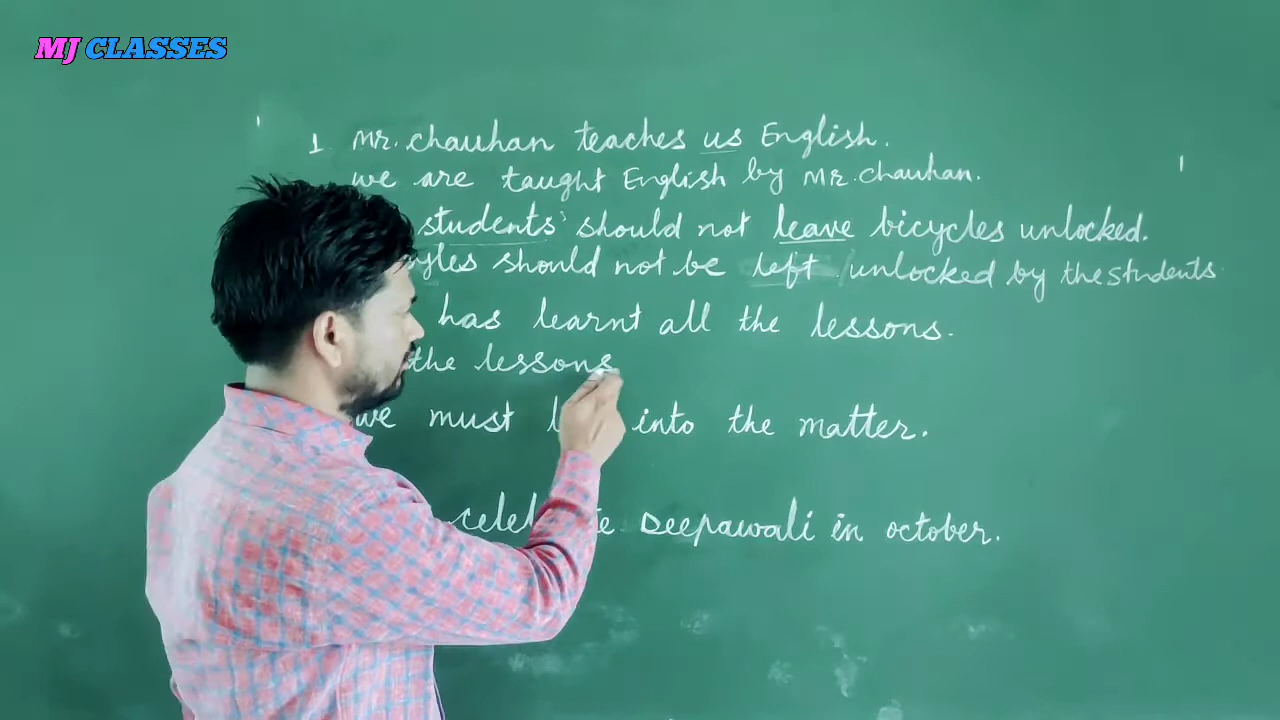 MJ CLASSES
1. Mr. chauhan teaches us English.
we are taught English by Mr. chauhan.
students should not leave bicycles unlocked.
should not be left unlocked by the students
has learnt all the lessons.
the lessons
we must into the matter.
Deepawali in october.